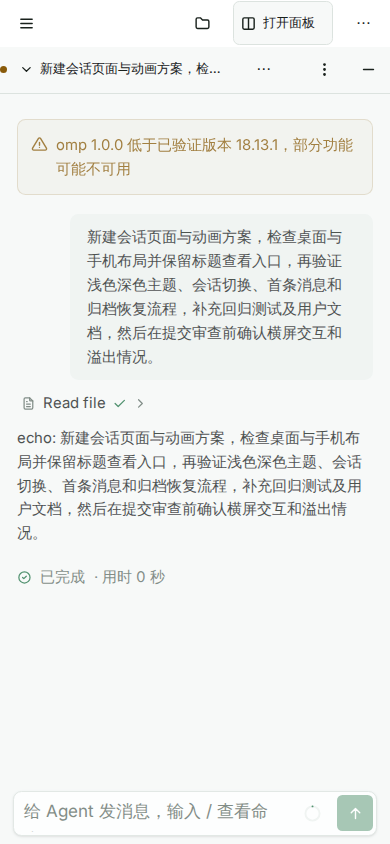 打开面板
新建会话页面与动画方案，检...
omp 1.0.0 低于已验证版本 18.13.1，部分功能
可能不可用
新建会话页面与动画方案，检查桌面与
手机布局并保留标题查看入口，再验证
浅色深色主题、会话切换、首条消息和
归档恢复流程，补充回归测试及用户文
档，然后在提交审查前确认横屏交互和
溢出情况。
Read file
echo: 新建会话页面与动画方案，检查桌面与手机布
局并保留标题查看入口，再验证浅色深色主题、会话
切换、首条消息和归档恢复流程，补充回归测试及用
户文档，然后在提交审查前确认横屏交互和溢出情
况。
已完成 · 用时 0 秒
给 Agent 发消息，输入 / 查看命